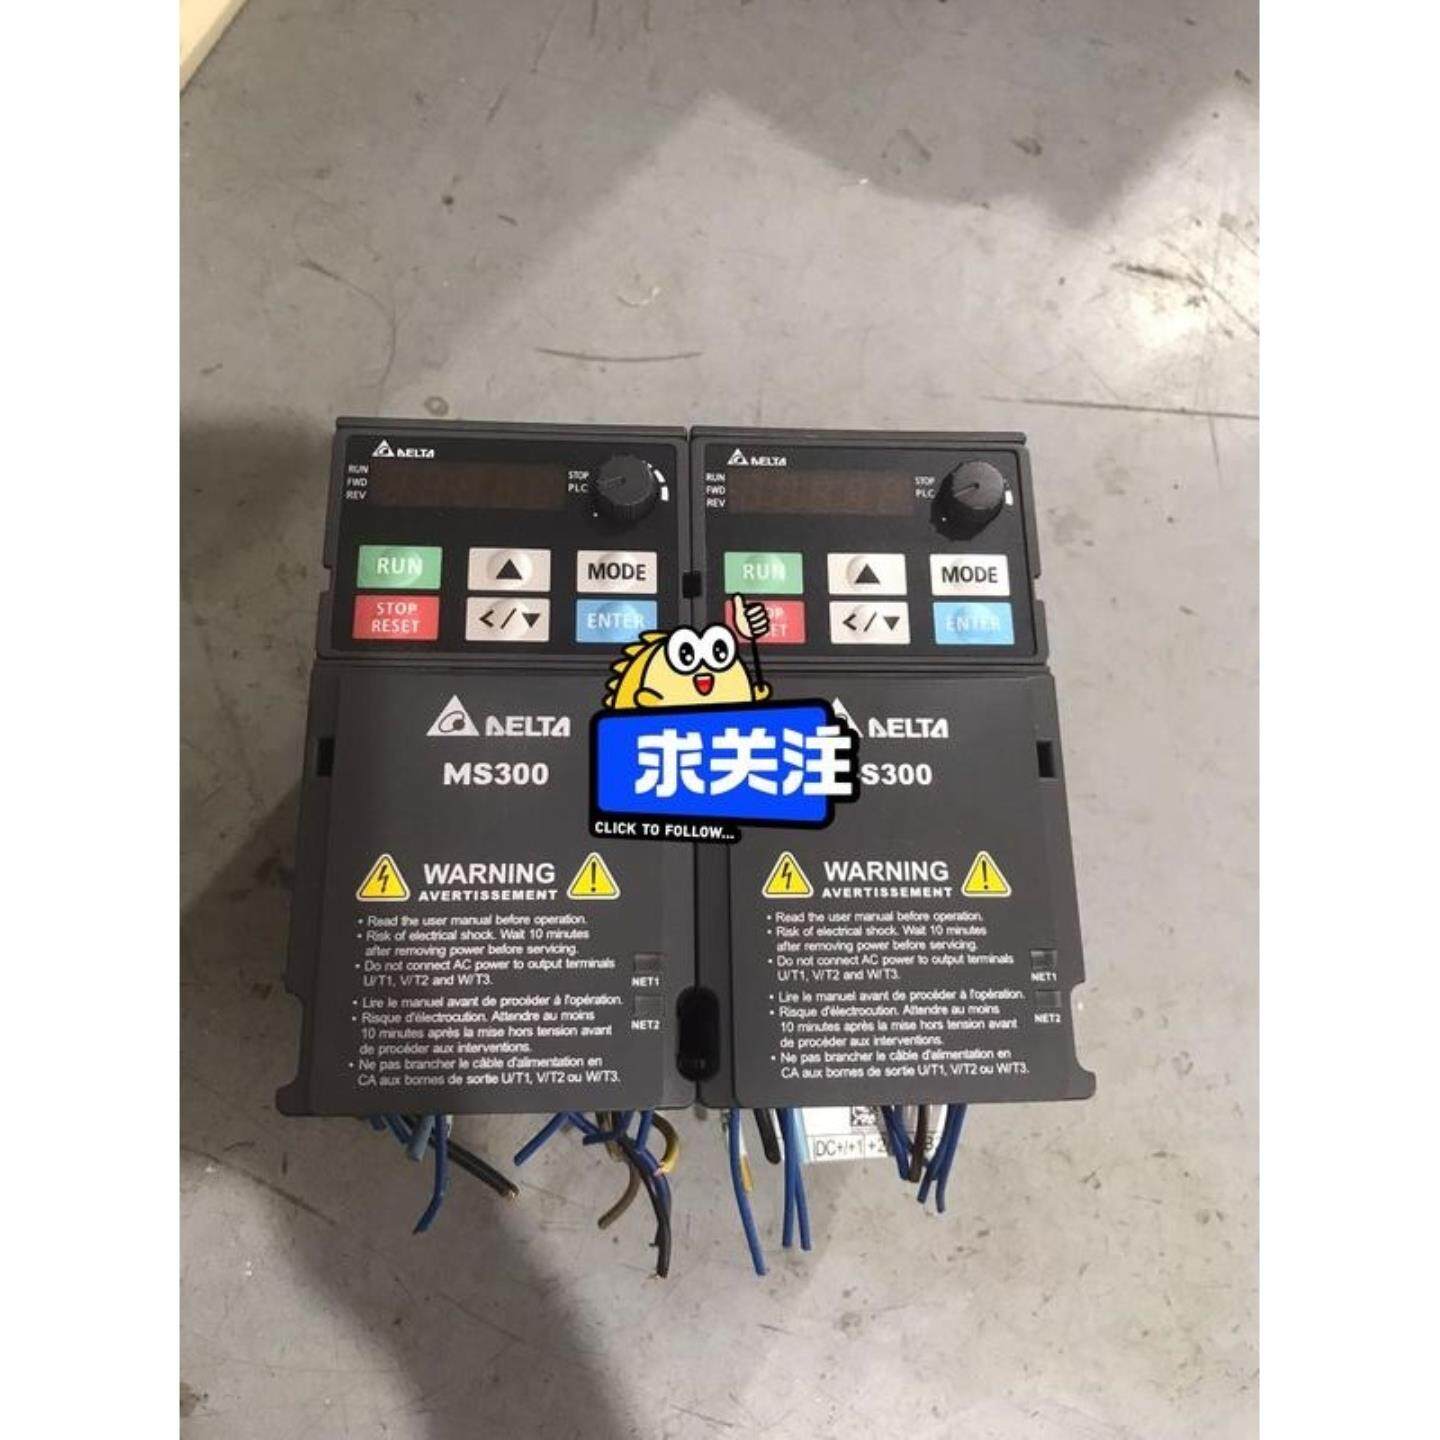 DELTA
RUN
FWD
REV
STOP
PLC
RUN
▲
MODE
STOP
RESET
</▼
ENTER
DELTA
MS300
WARNING
AVERTISSEMENT
• Read the user manual before operation.
• Risk of electrical shock. Wait 10 minutes
after removing power before servicing.
• Do not connect AC power to output terminals
U/T1, V/T2 and W/T3.
• Lire le manuel avant de procéder à l'opération.
• Risque d'électrocution. Attendre au moins
10 minutes après la mise hors tension avant
de procéder aux interventions.
• Ne pas brancher le câble d'alimentation en
CA aux bornes de sortie U/T1, V/T2 ou W/T3.
NET1
NET2
DELTA
RUN
FWD
REV
STOP
PLC
RUN
▲
MODE
OP
ET
</▼
ENTER
DELTA
S300
WARNING
AVERTISSEMENT
• Read the user manual before operation.
• Risk of electrical shock. Wait 10 minutes
after removing power before servicing.
• Do not connect AC power to output terminals
U/T1, V/T2 and W/T3.
• Lire le manuel avant de procéder à l'opération.
• Risque d'électrocution. Attendre au moins
10 minutes après la mise hors tension avant
de procéder aux interventions.
• Ne pas brancher le câble d'alimentation en
CA aux bornes de sortie U/T1, V/T2 ou W/T3.
NET1
NET2
DC+/+1
求关注
CLICK TO FOLLOW...